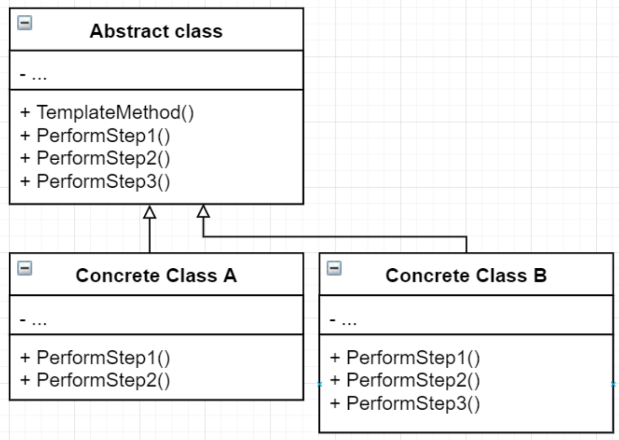 Abstract class
- ...
+ TemplateMethod()
+ PerformStep1()
+ PerformStep2()
+ PerformStep3()
Concrete Class A
- ...
+ PerformStep1()
+ PerformStep2()
Concrete Class B
- ...
+ PerformStep1()
+ PerformStep2()
+ PerformStep3()